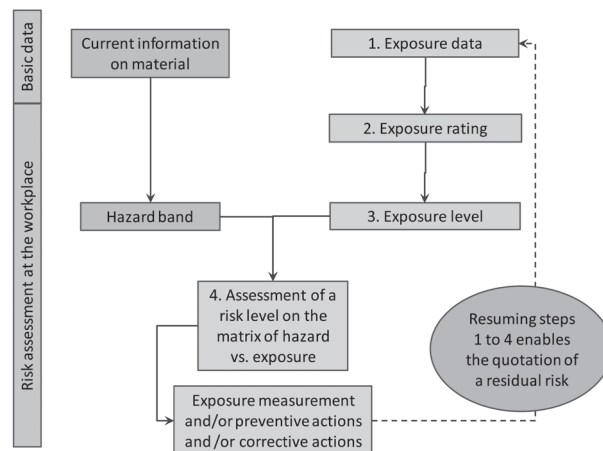 Basic data
Risk assessment at the workplace
Current information
on material
1. Exposure data
2. Exposure rating
Hazard band
3. Exposure level
4. Assessment of a
risk level on the
matrix of hazard
vs. exposure
Resuming steps
1 to 4 enables
the quotation of
a residual risk
Exposure measurement
and/or preventive actions
and /or corrective actions